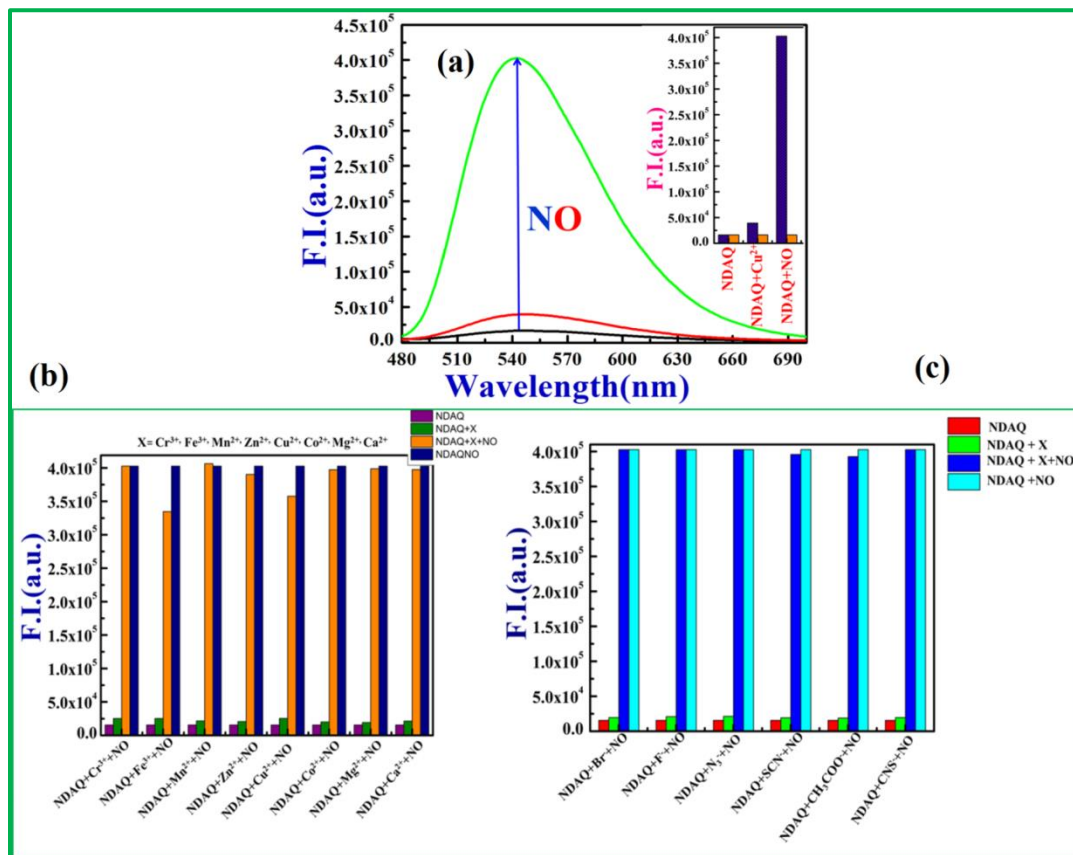 (a)
4.5x10⁵
4.0x10⁵
3.5x10⁵
3.0x10⁵
2.5x10⁵
2.0x10⁵
1.5x10⁵
1.0x10⁵
5.0x10⁴
0.0
F.I.(a.u.)
NO
480 510 540 570 600 630 660 690
Wavelength(nm)
4.0x10⁵
3.5x10⁵
3.0x10⁵
2.5x10⁵
2.0x10⁵
1.5x10⁵
1.0x10⁵
5.0x10⁴
0.0
F.I.(a.u.)
NDAQ
NDAQ+Cu²⁺
NDAQ+NO
(b)
X= Cr³⁺, Fe³⁺, Mn²⁺, Zn²⁺, Cu²⁺, Co²⁺, Mg²⁺, Ca²⁺
NDAQ
NDAQ+X
NDAQ+X+NO
NDAQNO
4.0x10⁵
3.5x10⁵
3.0x10⁵
2.5x10⁵
2.0x10⁵
1.5x10⁵
1.0x10⁵
5.0x10⁴
0.0
F.I.(a.u.)
NDAQ+Cr³⁺+NO
NDAQ+Fe³⁺+NO
NDAQ+Mn²⁺+NO
NDAQ+Zn²⁺+NO
NDAQ+Cu²⁺+NO
NDAQ+Co²⁺+NO
NDAQ+Mg²⁺+NO
NDAQ+Ca²⁺+NO
(c)
NDAQ
NDAQ + X
NDAQ + X+NO
NDAQ +NO
4.0x10⁵
3.5x10⁵
3.0x10⁵
2.5x10⁵
2.0x10⁵
1.5x10⁵
1.0x10⁵
5.0x10⁴
0.0
F.I.(a.u.)
NDAQ+Br⁻+NO
NDAQ+F⁻+NO
NDAQ+N₃⁻+NO
NDAQ+SCN⁻+NO
NDAQ+CH₃COO⁻+NO
NDAQ+CNS⁻+NO